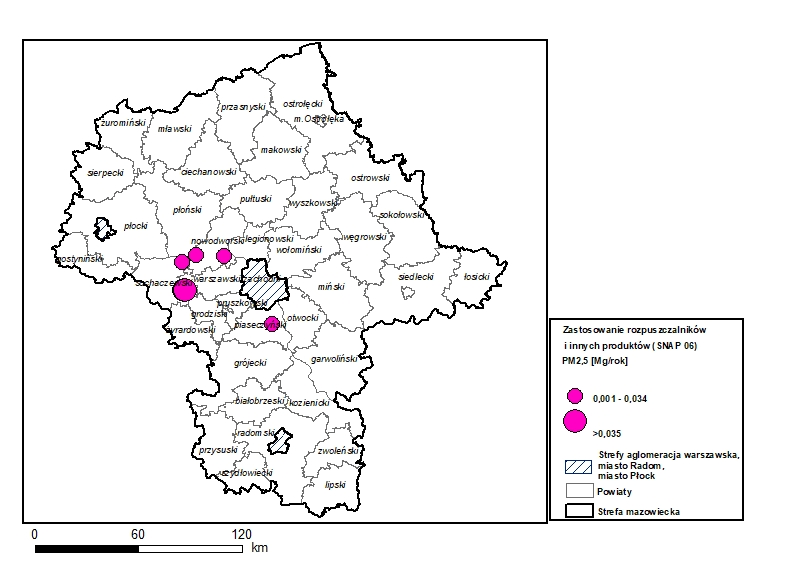 ostrołęcki
przasnyski
m.Ostrołęka
żuromiński
mławski
makowski
sierpecki
ciechanowski
ostrowski
pułtuski
wyszkowski
płoński
sokołowski
płocki
nowodworski
legionowski
węgrowski
wołomiński
gostyniński
siedlecki
łosicki
sochaczewski
warszawski zachodni
miński
pruszkowski
grodziski
otwocki
piaseczyński
żyrardowski
grójecki
garwoliński
białobrzeski
kozienicki
radomski
przysuski
zwoleński
szydłowiecki
lipski
Zastosowanie rozpuszczalników
i innych produktów (SNAP 06)
PM2,5 [Mg/rok]
0,001 - 0,034
>0,035
Strefy aglomeracja warszawska,
miasto Radom,
miasto Płock
Powiaty
Strefa mazowiecka
0 60 120
km